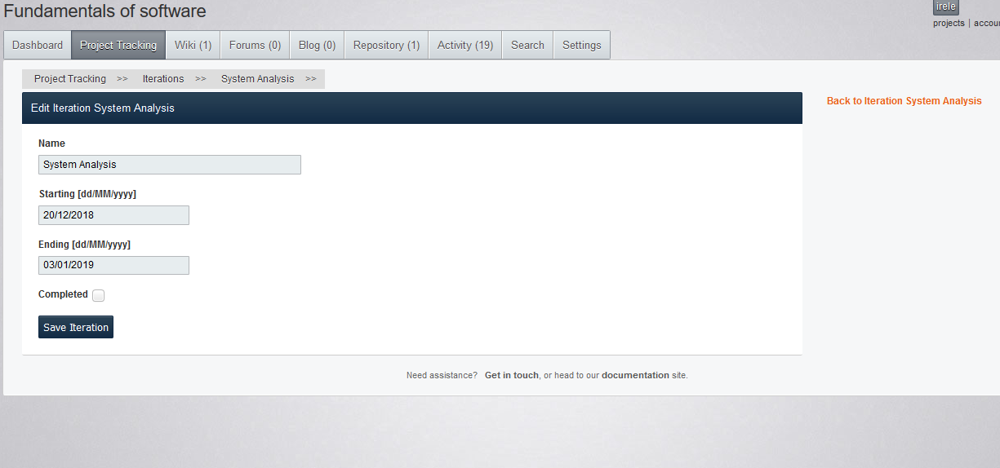 Fundamentals of software
irele
projects | accou
Dashboard Project Tracking Wiki (1) Forums (0) Blog (0) Repository (1) Activity (19) Search Settings
Project Tracking >> Iterations >> System Analysis >>
Edit Iteration System Analysis
Back to Iteration System Analysis
Name
System Analysis
Starting [dd/MM/yyyy]
20/12/2018
Ending [dd/MM/yyyy]
03/01/2019
Completed
Save Iteration
Need assistance? Get in touch, or head to our documentation site.